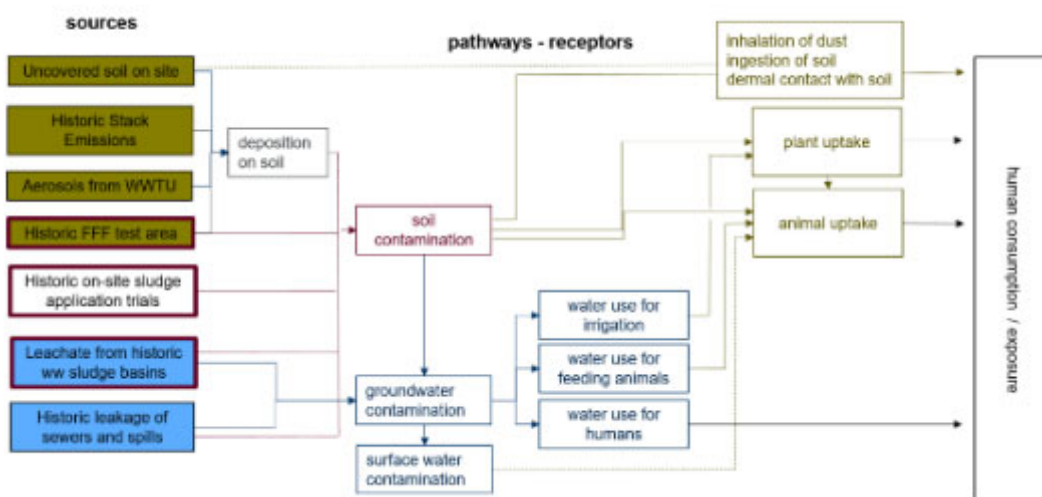 sources
pathways - receptors
Uncovered soil on site
Historic Stack
Emissions
Aerosols from WWTU
Historic FFF test area
Historic on-site sludge
application trials
Leachate from historic
ww sludge basins
Historic leakage of
sewers and spills
deposition
on soil
soil
contamination
groundwater
contamination
surface water
contamination
water use for
irrigation
water use for
feeding animals
water use for
humans
inhalation of dust
ingestion of soil
dermal contact with soil
plant uptake
animal uptake
human consumption / exposure